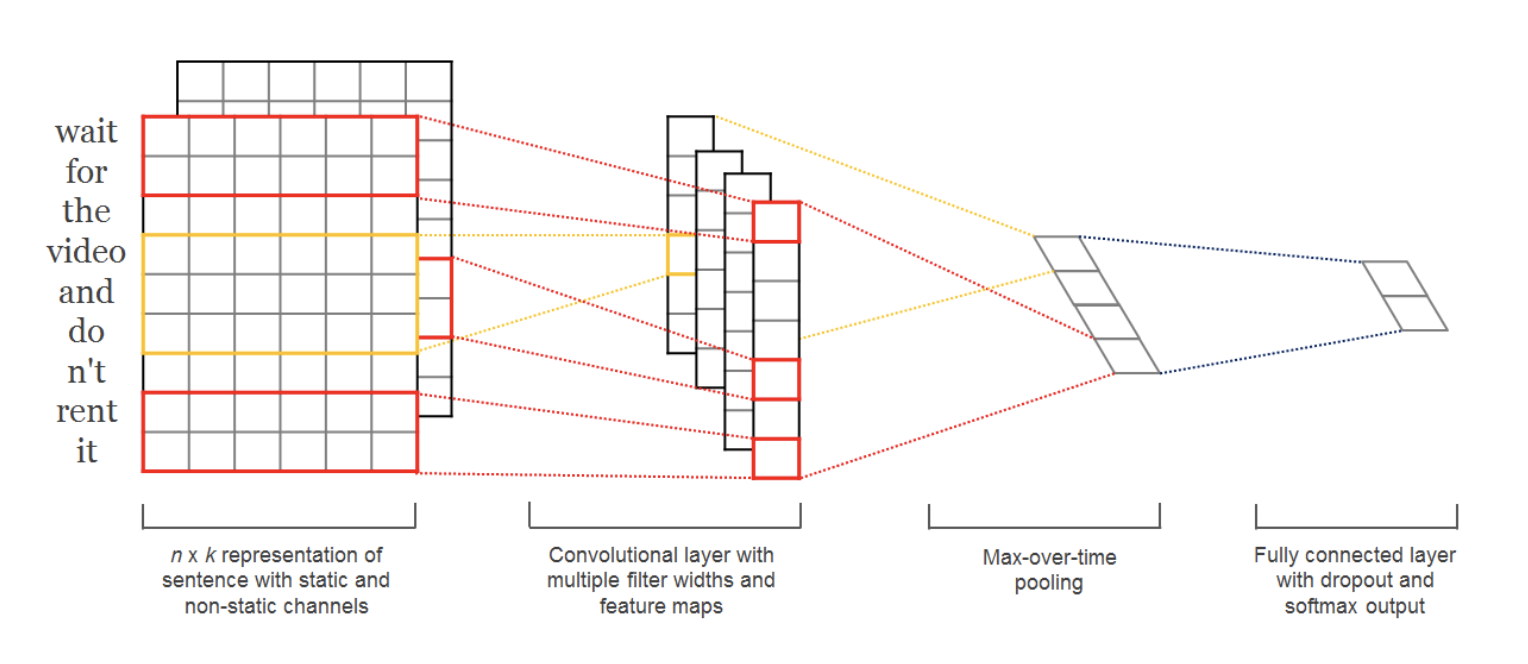 wait
for
the
video
and
do
n't
rent
it
n x k representation of
sentence with static and
non-static channels
Convolutional layer with
multiple filter widths and
feature maps
Max-over-time
pooling
Fully connected layer
with dropout and
softmax output